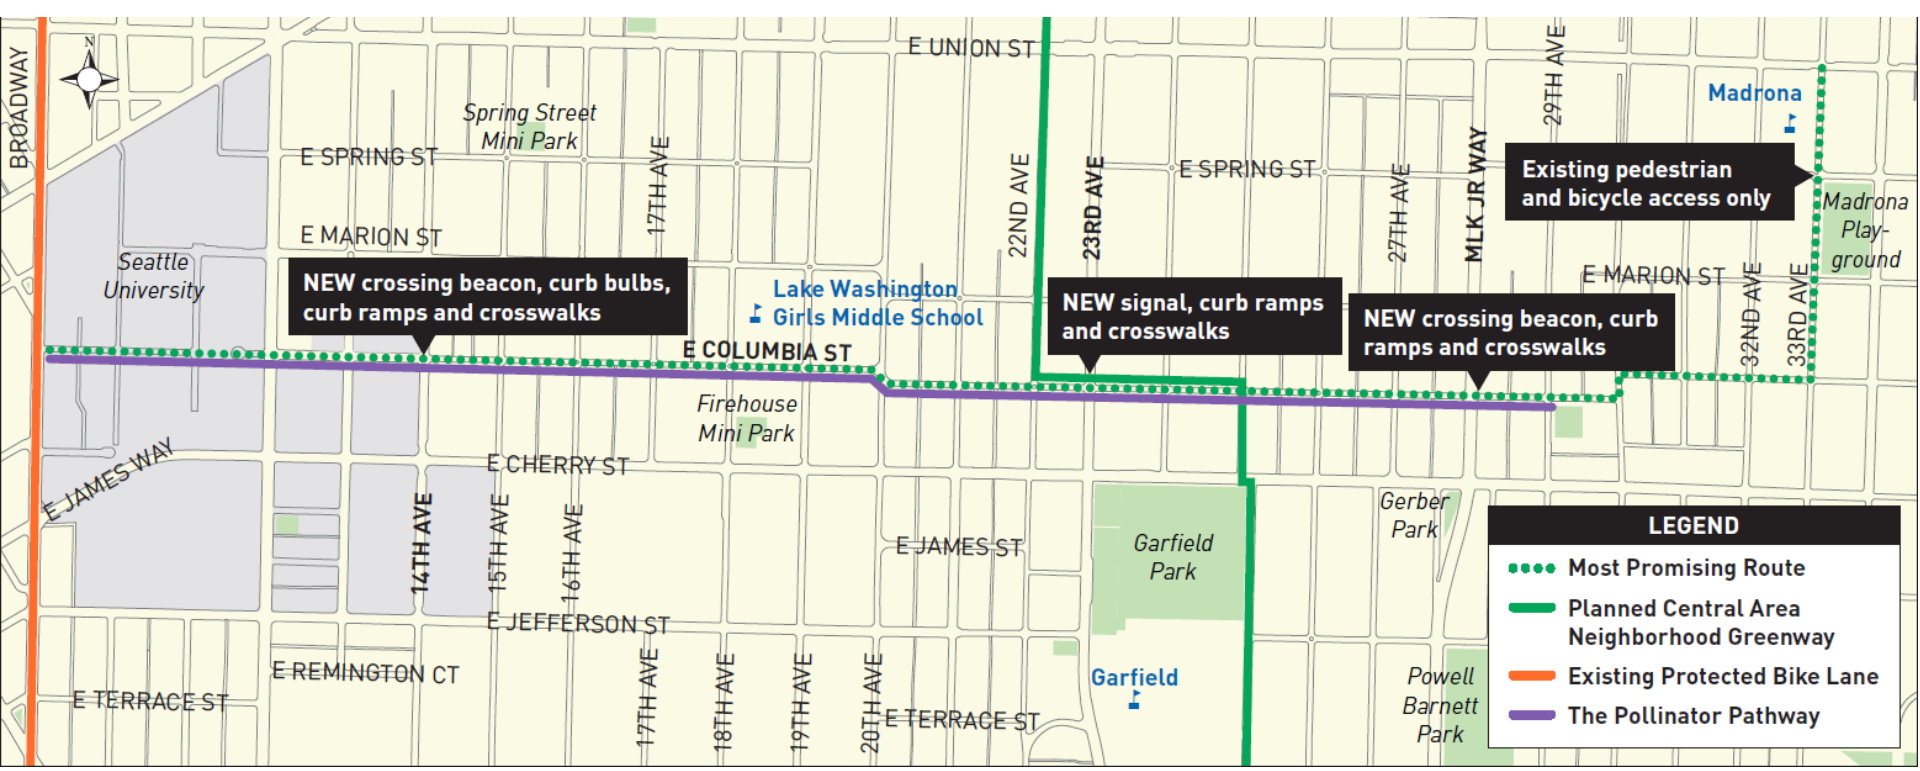 BROADWAY
N
E UNION ST
29TH AVE
Madrona
Spring Street
Mini Park
E SPRING ST
17TH AVE
22ND AVE
23RD AVE
E SPRING ST
27TH AVE
MLK JR WAY
Existing pedestrian
and bicycle access only
Madrona
Play-
ground
E MARION ST
Seattle
University
NEW crossing beacon, curb bulbs,
curb ramps and crosswalks
Lake Washington
Girls Middle School
NEW signal, curb ramps
and crosswalks
NEW crossing beacon, curb
ramps and crosswalks
E MARION ST
32ND AVE
33RD AVE
E COLUMBIA ST
Firehouse
Mini Park
E JAMES WAY
E CHERRY ST
14TH AVE
15TH AVE
16TH AVE
E JAMES ST
Garfield
Park
Gerber
Park
E JEFFERSON ST
E REMINGTON CT
E TERRACE ST
17TH AVE
18TH AVE
19TH AVE
20TH AVE
E TERRACE ST
Garfield
Powell
Barnett
Park
LEGEND
Most Promising Route
Planned Central Area
Neighborhood Greenway
Existing Protected Bike Lane
The Pollinator Pathway